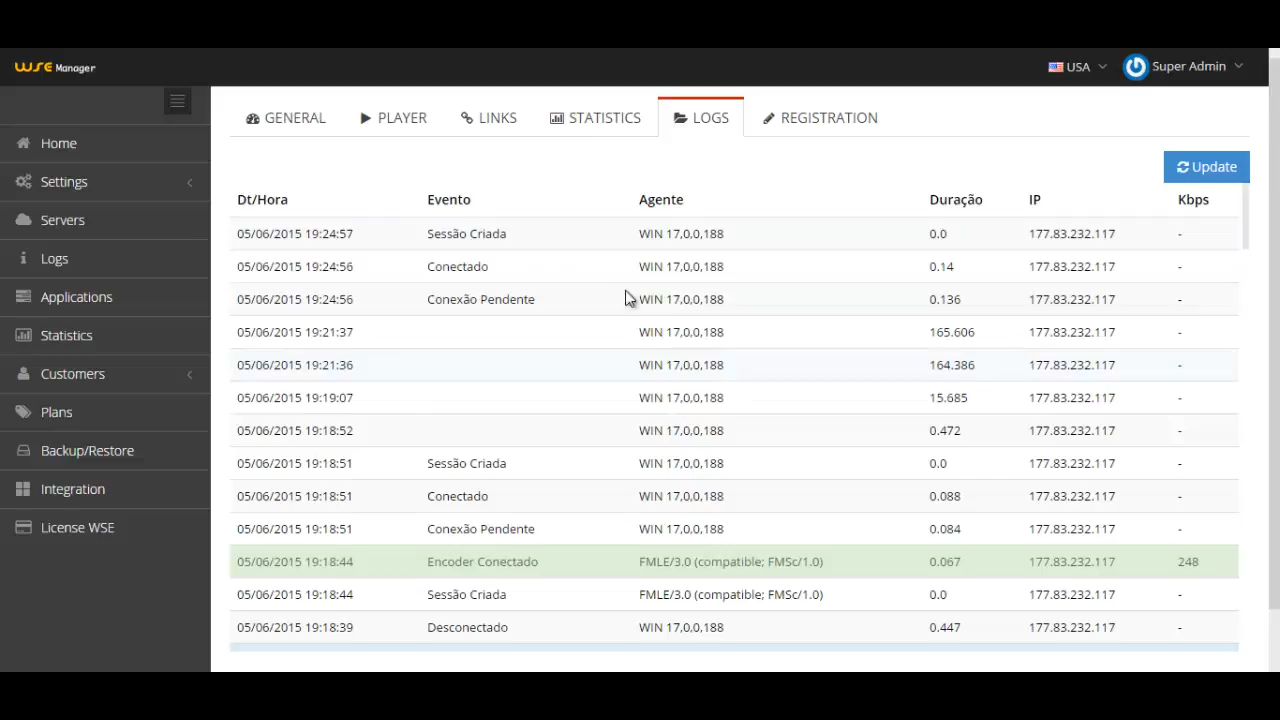 WSE Manager
USA
Super Admin
GENERAL PLAYER LINKS STATISTICS LOGS REGISTRATION
Home
Settings
Servers
Logs
Applications
Statistics
Customers
Plans
Backup/Restore
Integration
License WSE
Update
Dt/Hora Evento Agente Duração IP Kbps
05/06/2015 19:24:57 Sessão Criada WIN 17,0,0,188 0.0 177.83.232.117 -
05/06/2015 19:24:56 Conectado WIN 17,0,0,188 0.14 177.83.232.117 -
05/06/2015 19:24:56 Conexão Pendente WIN 17,0,0,188 0.136 177.83.232.117 -
05/06/2015 19:21:37 WIN 17,0,0,188 165.606 177.83.232.117 -
05/06/2015 19:21:36 WIN 17,0,0,188 164.386 177.83.232.117 -
05/06/2015 19:19:07 WIN 17,0,0,188 15.685 177.83.232.117 -
05/06/2015 19:18:52 WIN 17,0,0,188 0.472 177.83.232.117 -
05/06/2015 19:18:51 Sessão Criada WIN 17,0,0,188 0.0 177.83.232.117 -
05/06/2015 19:18:51 Conectado WIN 17,0,0,188 0.088 177.83.232.117 -
05/06/2015 19:18:51 Conexão Pendente WIN 17,0,0,188 0.084 177.83.232.117 -
05/06/2015 19:18:44 Encoder Conectado FMLE/3.0 (compatible; FMSc/1.0) 0.067 177.83.232.117 248
05/06/2015 19:18:44 Sessão Criada FMLE/3.0 (compatible; FMSc/1.0) 0.0 177.83.232.117 -
05/06/2015 19:18:39 Desconectado WIN 17,0,0,188 0.447 177.83.232.117 -